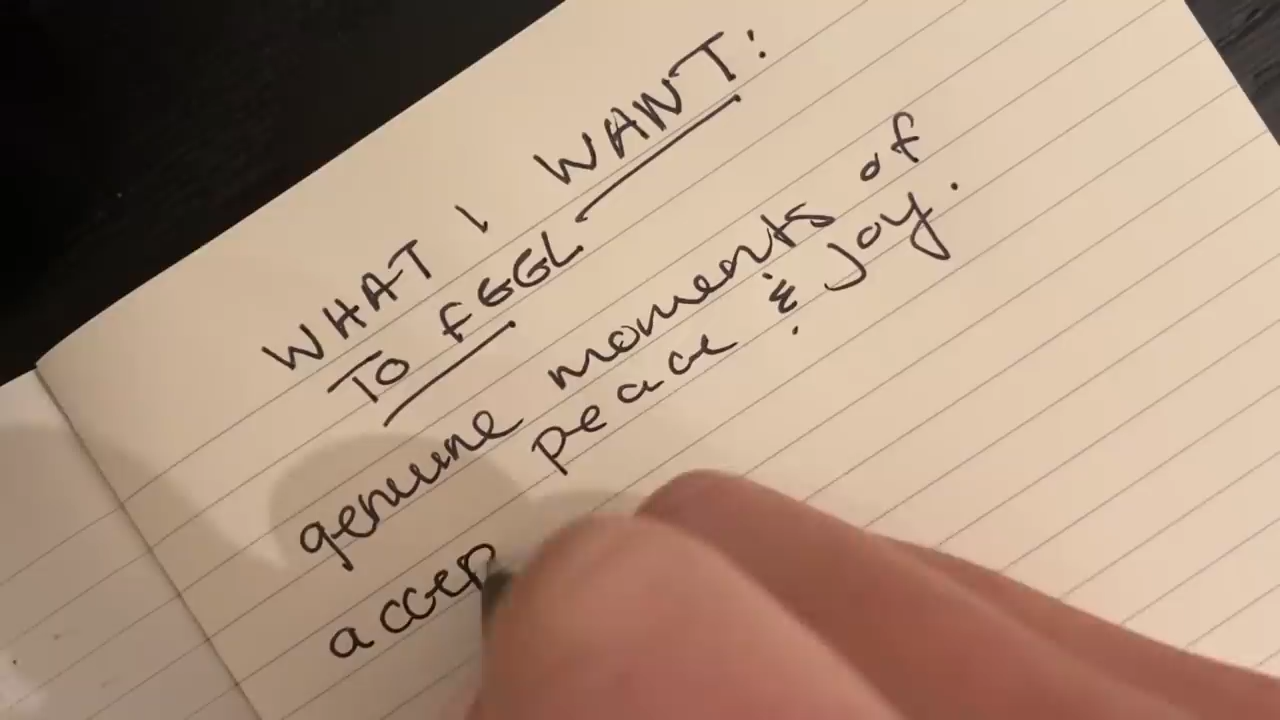 WHAT I WANT:
TO FEEL
genuine moments of
peace & joy.
accep